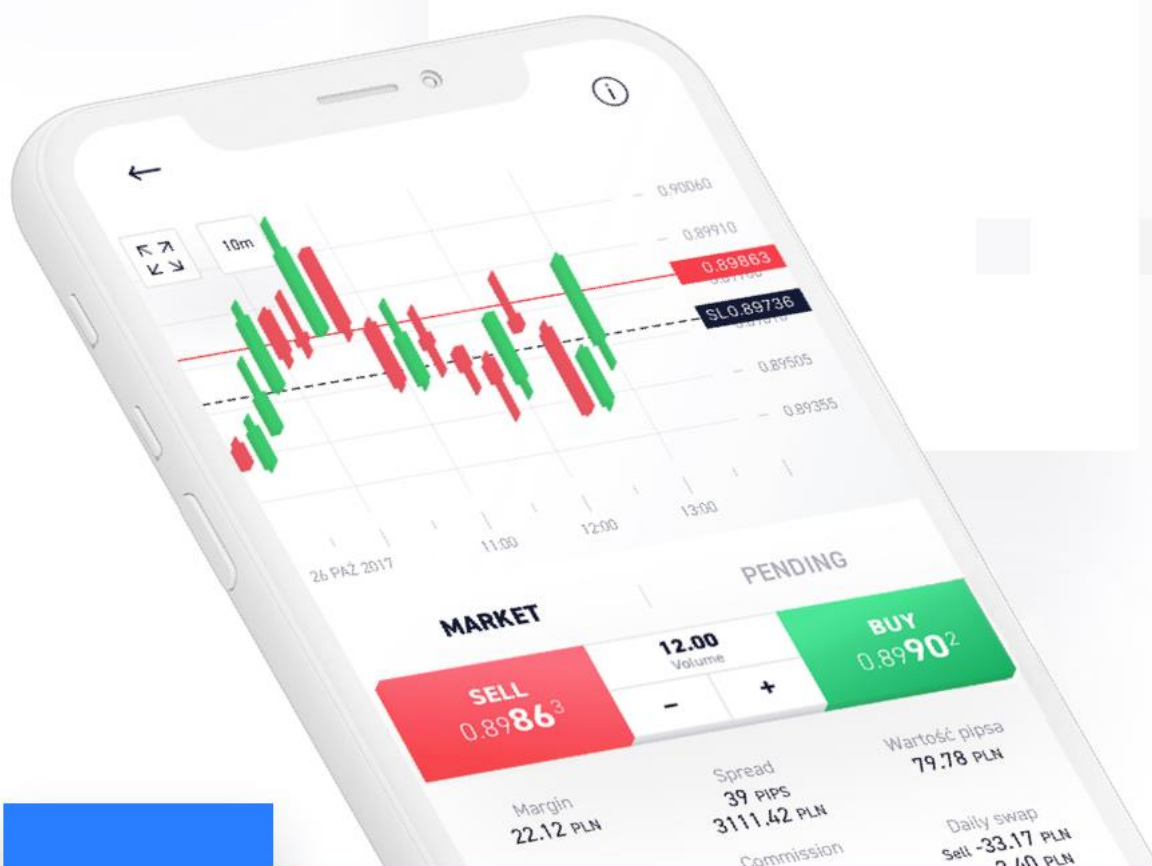 10m
0.90060
0.89910
0.89863
SL0.89736
0.89505
0.89355
26 PAŹ 2017
11:00
12:00
13:00
MARKET
PENDING
SELL
0.89863
12.00
Volume
-
+
BUY
0.89902
Margin
22.12 PLN
Spread
39 PIPS
3111.42 PLN
Wartość pipsa
79.78 PLN
Commission
Daily swap
Sell -33.17 PLN